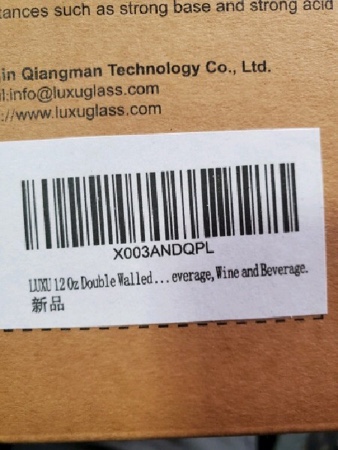 tances such as strong base and strong acid
in Qiangman Technology Co., Ltd.
l:info@luxuglass.com
://www.luxuglass.com
X003ANDQPL
LUXU 12 Oz Double Walled...everage, Wine and Beverage.
新品